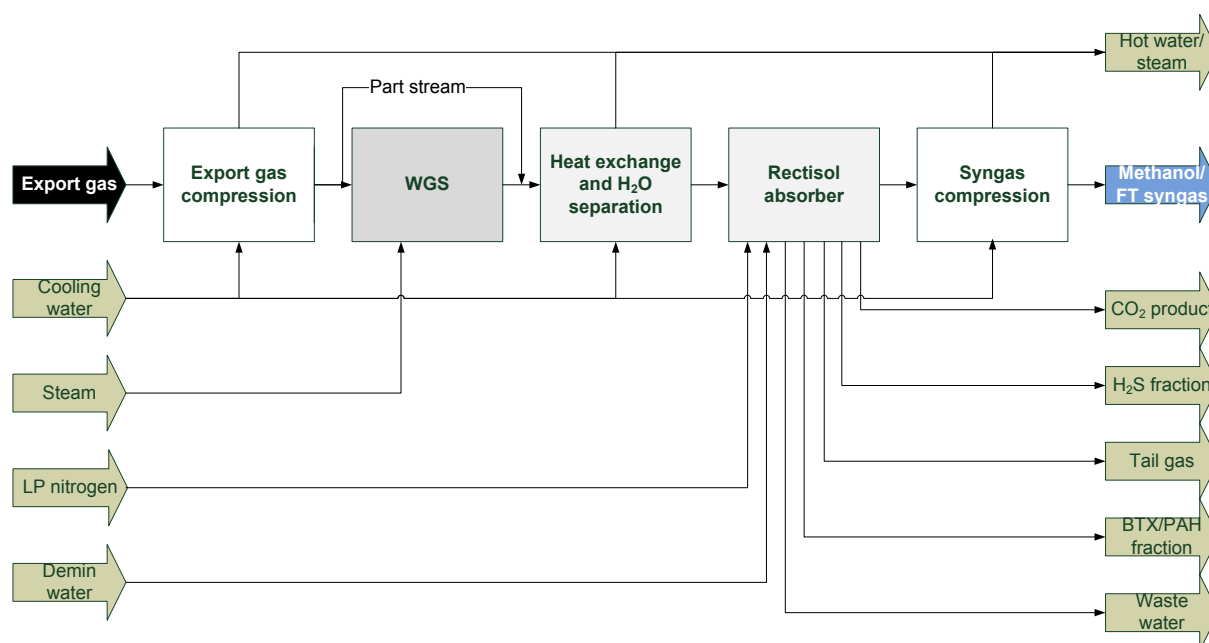 Hot water/
steam
Part stream
Export gas
Export gas
compression
WGS
Heat exchange
and H₂O
separation
Rectisol
absorber
Syngas
compression
Methanol/
FT syngas
Cooling
water
CO₂ product
Steam
H₂S fraction
Tail gas
LP nitrogen
BTX/PAH
fraction
Demin
water
Waste
water